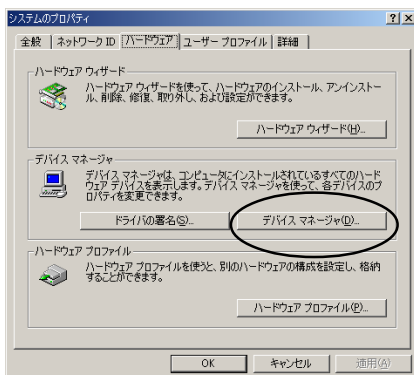 システムのプロパティ
全般 ネットワーク ID ハードウェア ユーザー プロファイル 詳細
ハードウェア ウィザード
ハードウェア ウィザードを使って、ハードウェアのインストール、アンインストー
ル、削除、修復、取り外し、および設定ができます。
ハードウェア ウィザード(H)...
デバイス マネージャ
デバイス マネージャは、コンピュータにインストールされているすべてのハード
ウェア デバイスを表示します。デバイス マネージャを使って、各デバイスのプ
ロパティを変更できます。
ドライバの署名(S)...
デバイス マネージャ(D)...
ハードウェア プロファイル
ハードウェア プロファイルを使うと、別のハードウェアの構成を設定し、格納
することができます。
ハードウェア プロファイル(P)...
OK キャンセル 適用(A)